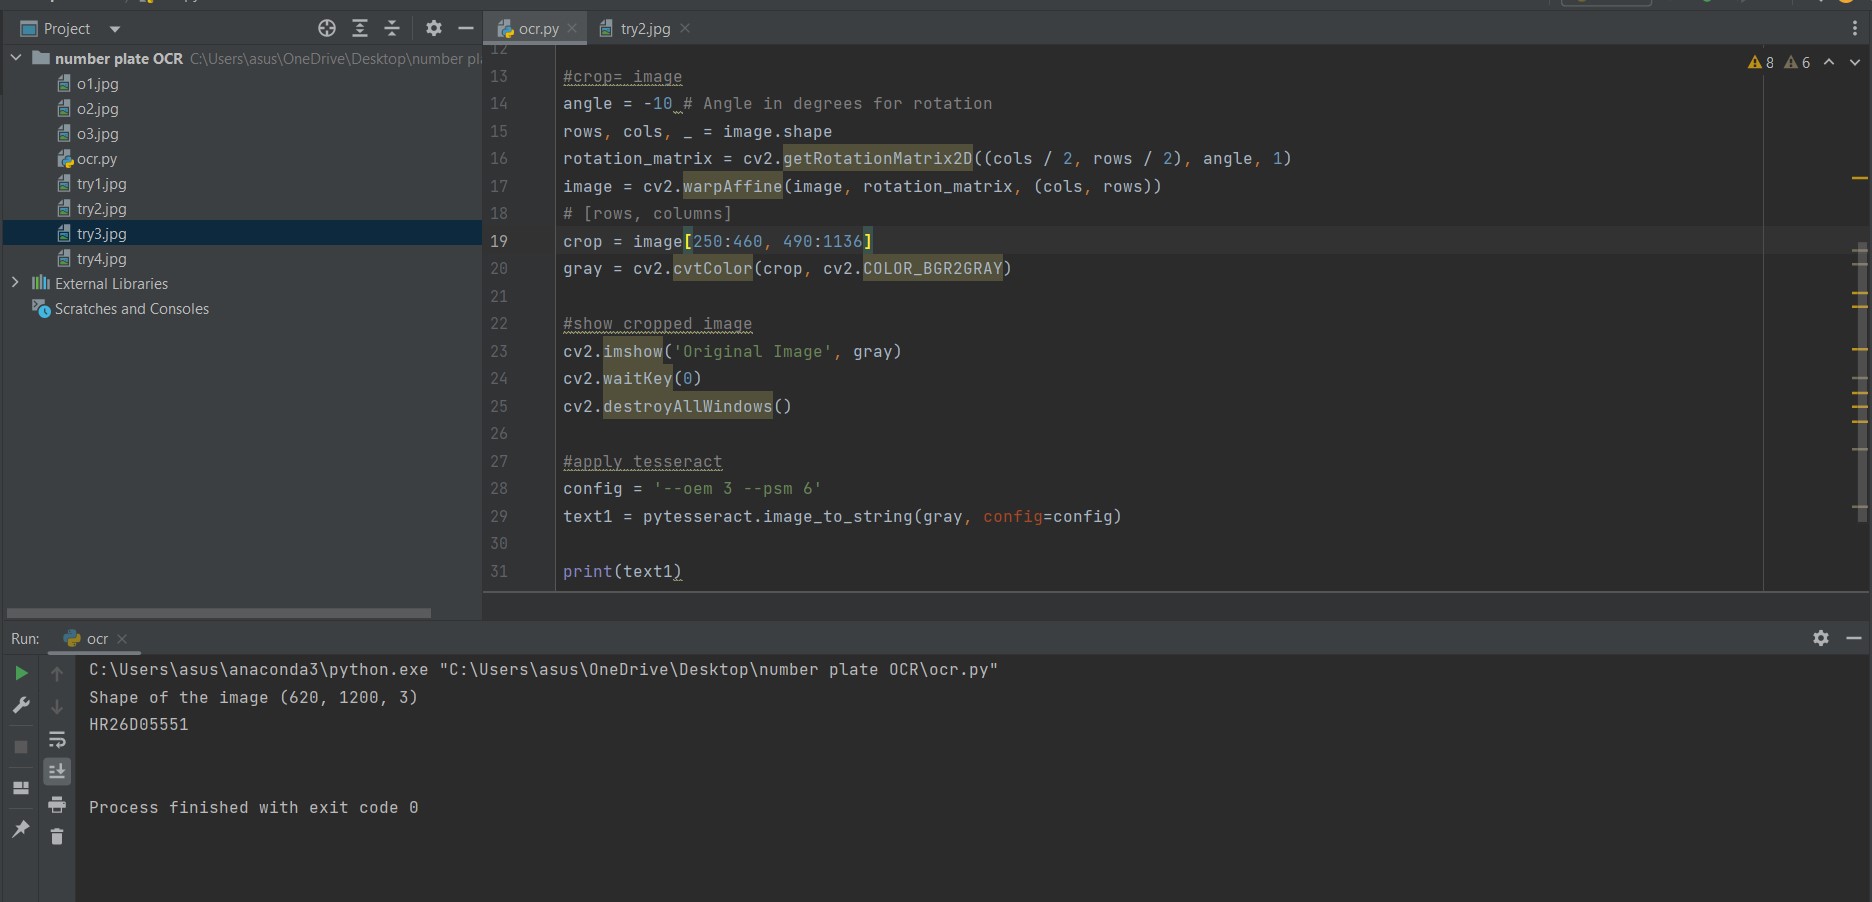 Project
ocr.py
try2.jpg
number plate OCR C:\Users\asus\OneDrive\Desktop\number pl
o1.jpg
o2.jpg
o3.jpg
ocr.py
try1.jpg
try2.jpg
try3.jpg
try4.jpg
External Libraries
Scratches and Consoles
8 6
12
13 #crop= image
14 angle = -10 # Angle in degrees for rotation
15 rows, cols, _ = image.shape
16 rotation_matrix = cv2.getRotationMatrix2D((cols / 2, rows / 2), angle, 1)
17 image = cv2.warpAffine(image, rotation_matrix, (cols, rows))
18 # [rows, columns]
19 crop = image[250:460, 490:1136]
20 gray = cv2.cvtColor(crop, cv2.COLOR_BGR2GRAY)
21
22 #show cropped image
23 cv2.imshow('Original Image', gray)
24 cv2.waitKey(0)
25 cv2.destroyAllWindows()
26
27 #apply tesseract
28 config = '--oem 3 --psm 6'
29 text1 = pytesseract.image_to_string(gray, config=config)
30
31 print(text1)
Run: ocr
C:\Users\asus\anaconda3\python.exe "C:\Users\asus\OneDrive\Desktop\number plate OCR\ocr.py"
Shape of the image (620, 1200, 3)
HR26D05551
Process finished with exit code 0